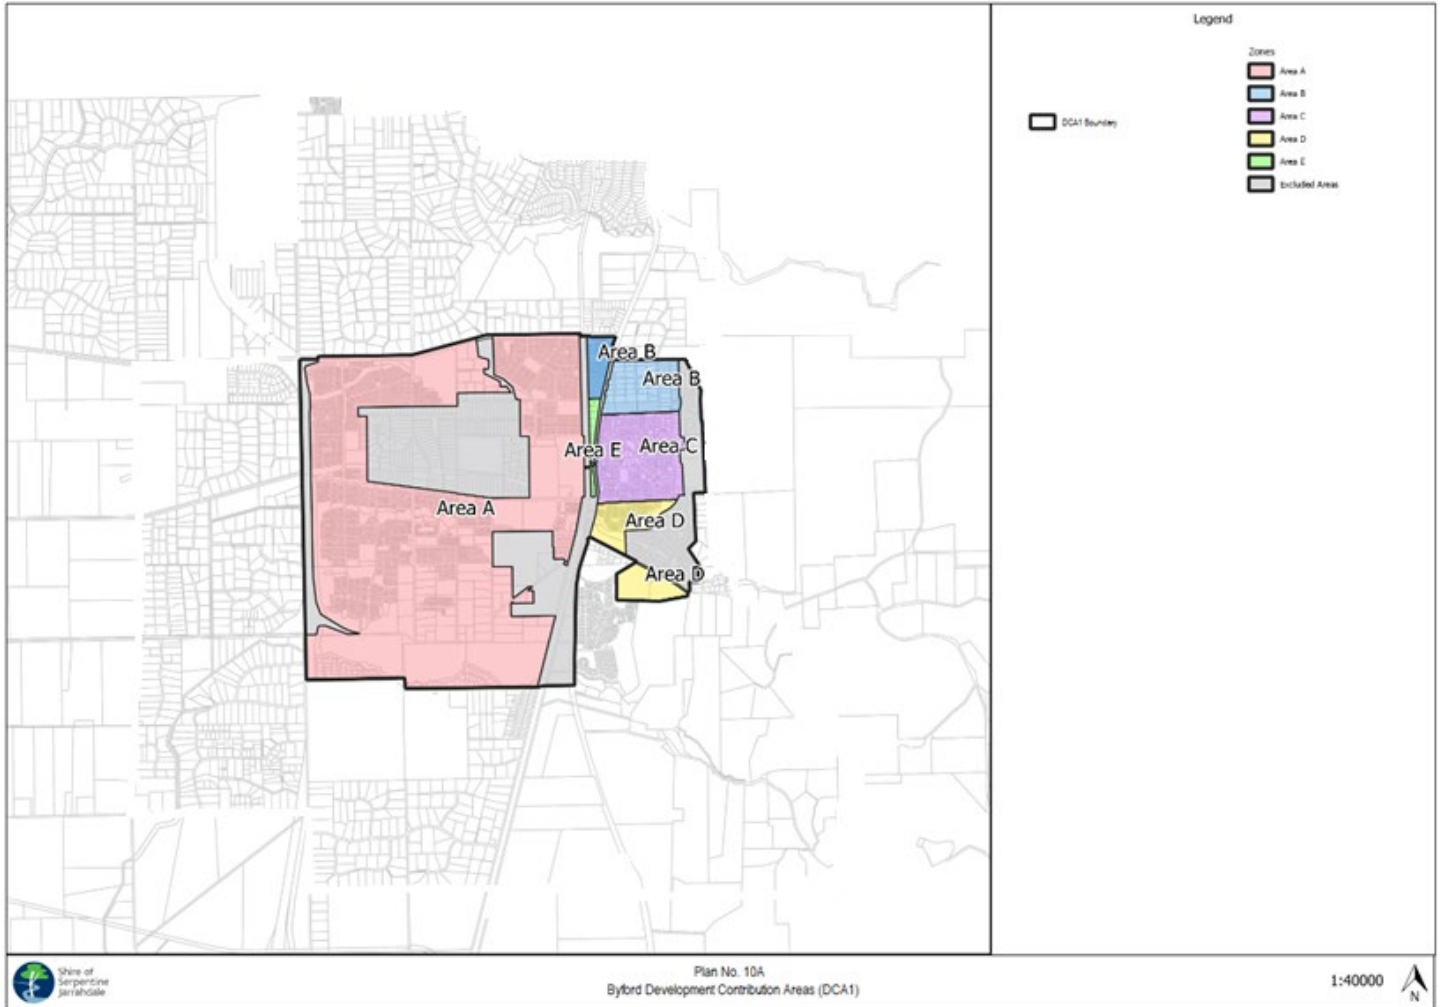 Legend
Zones
Area A
Area B
DCA1 Boundary
Area C
Area D
Area E
Excluded Areas
Area B
Area B
Area E
Area C
Area A
Area D
Area D
Shire of
Serpentine
Jarrahdale
Plan No. 10A
Byford Development Contribution Areas (DCA1)
1:40000
N